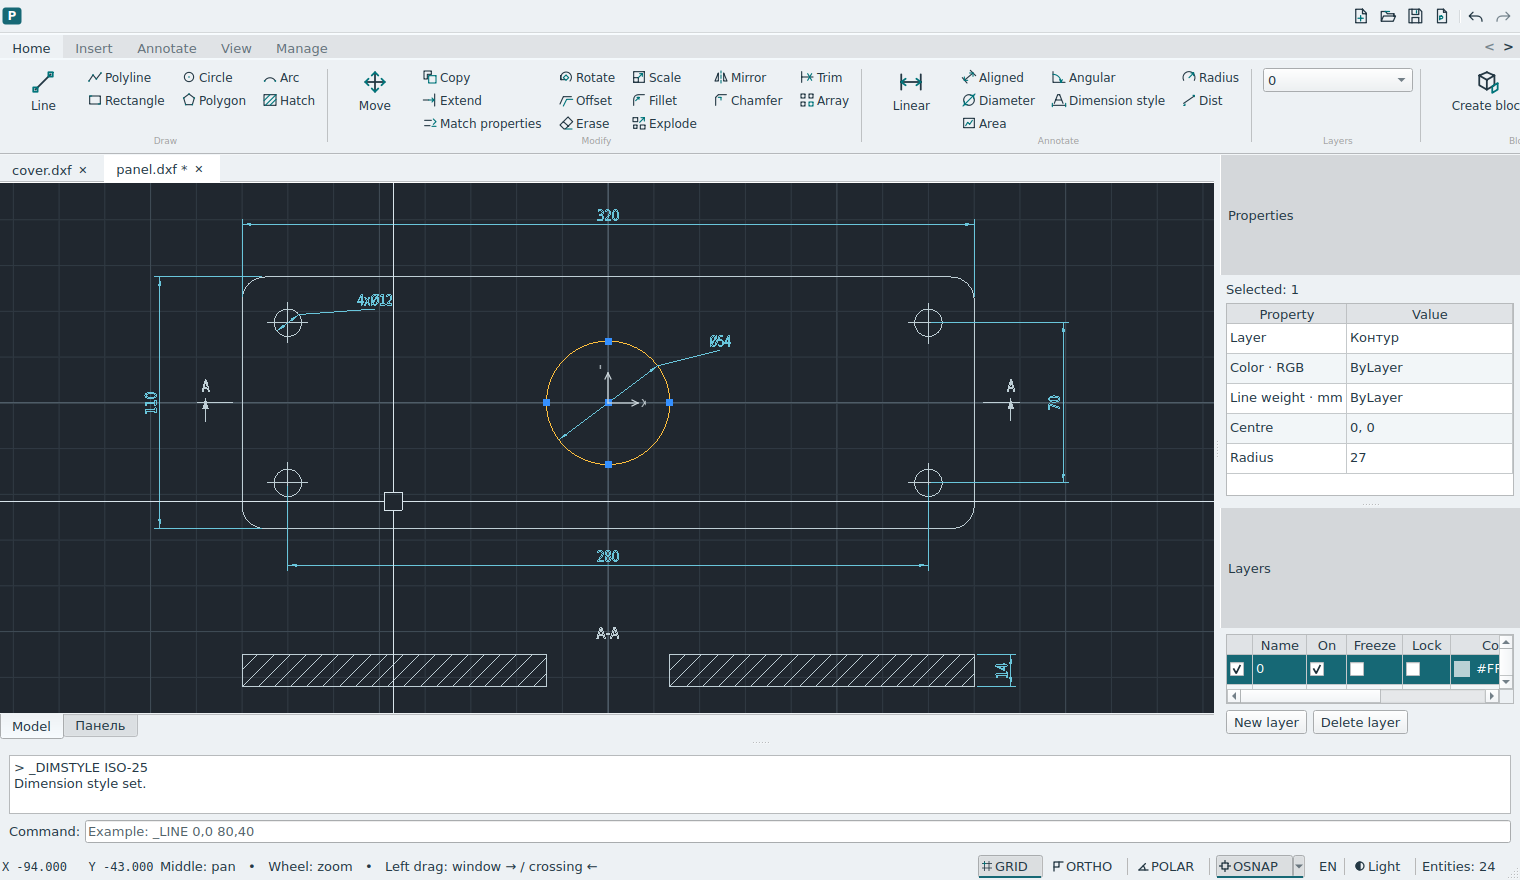 P
Home Insert Annotate View Manage < >
Line Polyline Circle Arc Move Copy Rotate Scale Mirror Trim Linear Aligned Angular Radius 0 Create bloc
Rectangle Polygon Hatch Extend Offset Fillet Chamfer Array Diameter Dimension style Dist
Match properties Erase Explode Area
Draw Modify Annotate Layers Blo
cover.dxf × panel.dxf * ×
Properties
320
4xØ12
Ø54
A A
110
70
X
280
A-A
14
Selected: 1
Property Value
Layer Контур
Color · RGB ByLayer
Line weight · mm ByLayer
Centre 0, 0
Radius 27
Layers
Name On Freeze Lock Co
0 #FF
New layer Delete layer
Model Панель
> _DIMSTYLE ISO-25
Dimension style set.
Command: Example: _LINE 0,0 80,40
X -94.000 Y -43.000 Middle: pan • Wheel: zoom • Left drag: window → / crossing ← GRID ORTHO POLAR OSNAP EN Light Entities: 24